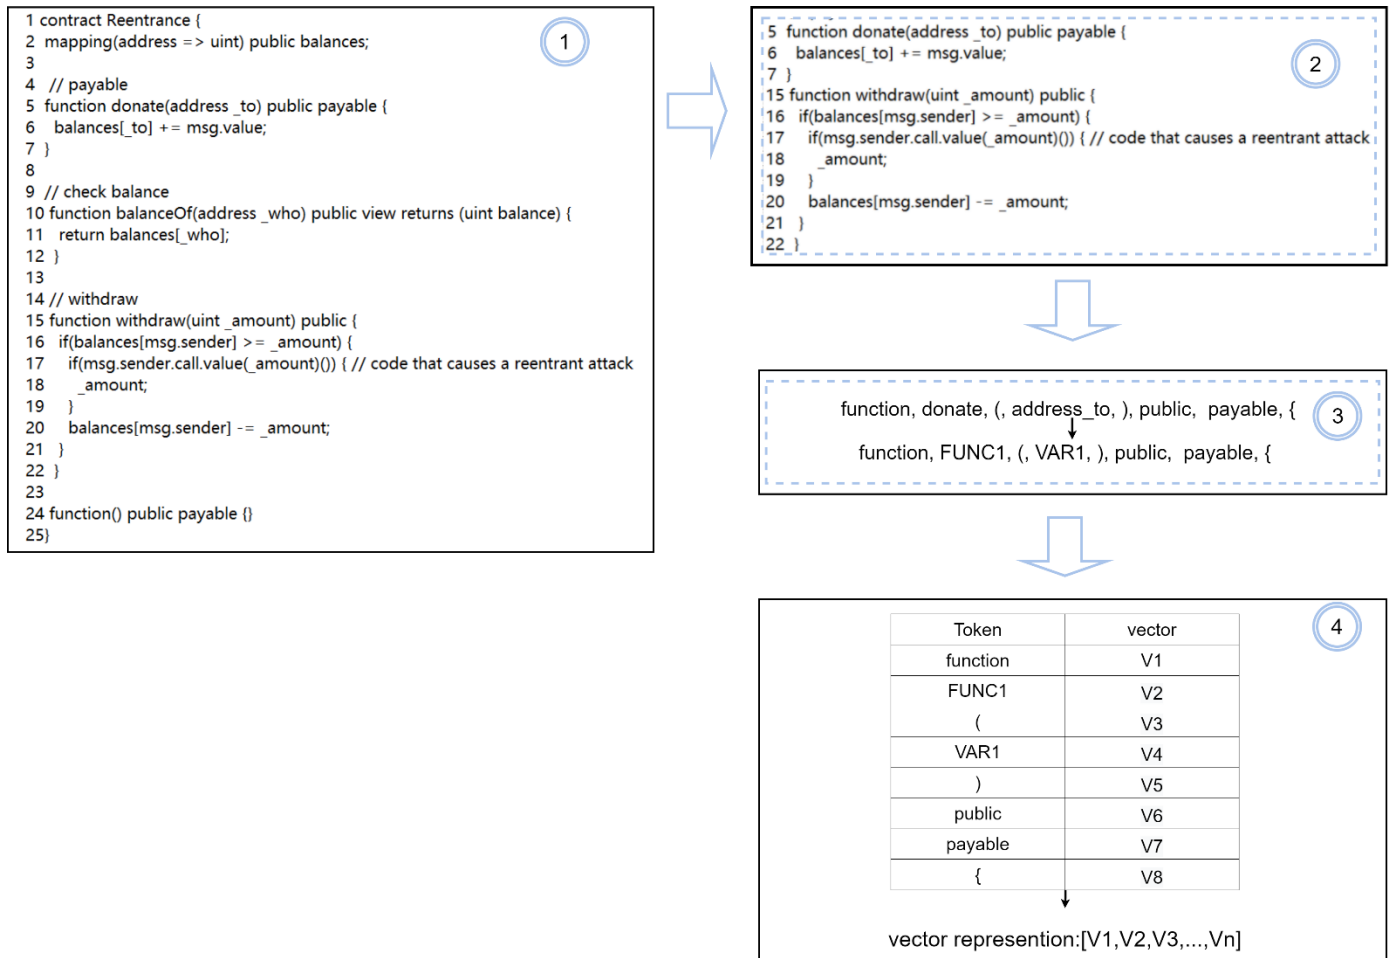 1 contract Reentrance {
2 mapping(address => uint) public balances;
3
4 // payable
5 function donate(address _to) public payable {
6 balances[_to] += msg.value;
7 }
8
9 // check balance
10 function balanceOf(address _who) public view returns (uint balance) {
11 return balances[_who];
12 }
13
14 // withdraw
15 function withdraw(uint _amount) public {
16 if(balances[msg.sender] >= _amount) {
17 if(msg.sender.call.value(_amount)()) { // code that causes a reentrant attack
18 _amount;
19 }
20 balances[msg.sender] -= _amount;
21 }
22 }
23
24 function() public payable {}
25}
1
5 function donate(address _to) public payable {
6 balances[_to] += msg.value;
7 }
15 function withdraw(uint _amount) public {
16 if(balances[msg.sender] >= _amount) {
17 if(msg.sender.call.value(_amount)()) { // code that causes a reentrant attack
18 _amount;
19 }
20 balances[msg.sender] -= _amount;
21 }
22 }
2
function, donate, (, address_to, ), public, payable, {
function, FUNC1, (, VAR1, ), public, payable, {
3
4
Token vector
function V1
FUNC1 V2
( V3
VAR1 V4
) V5
public V6
payable V7
{ V8
vector represention:[V1,V2,V3,...,Vn]